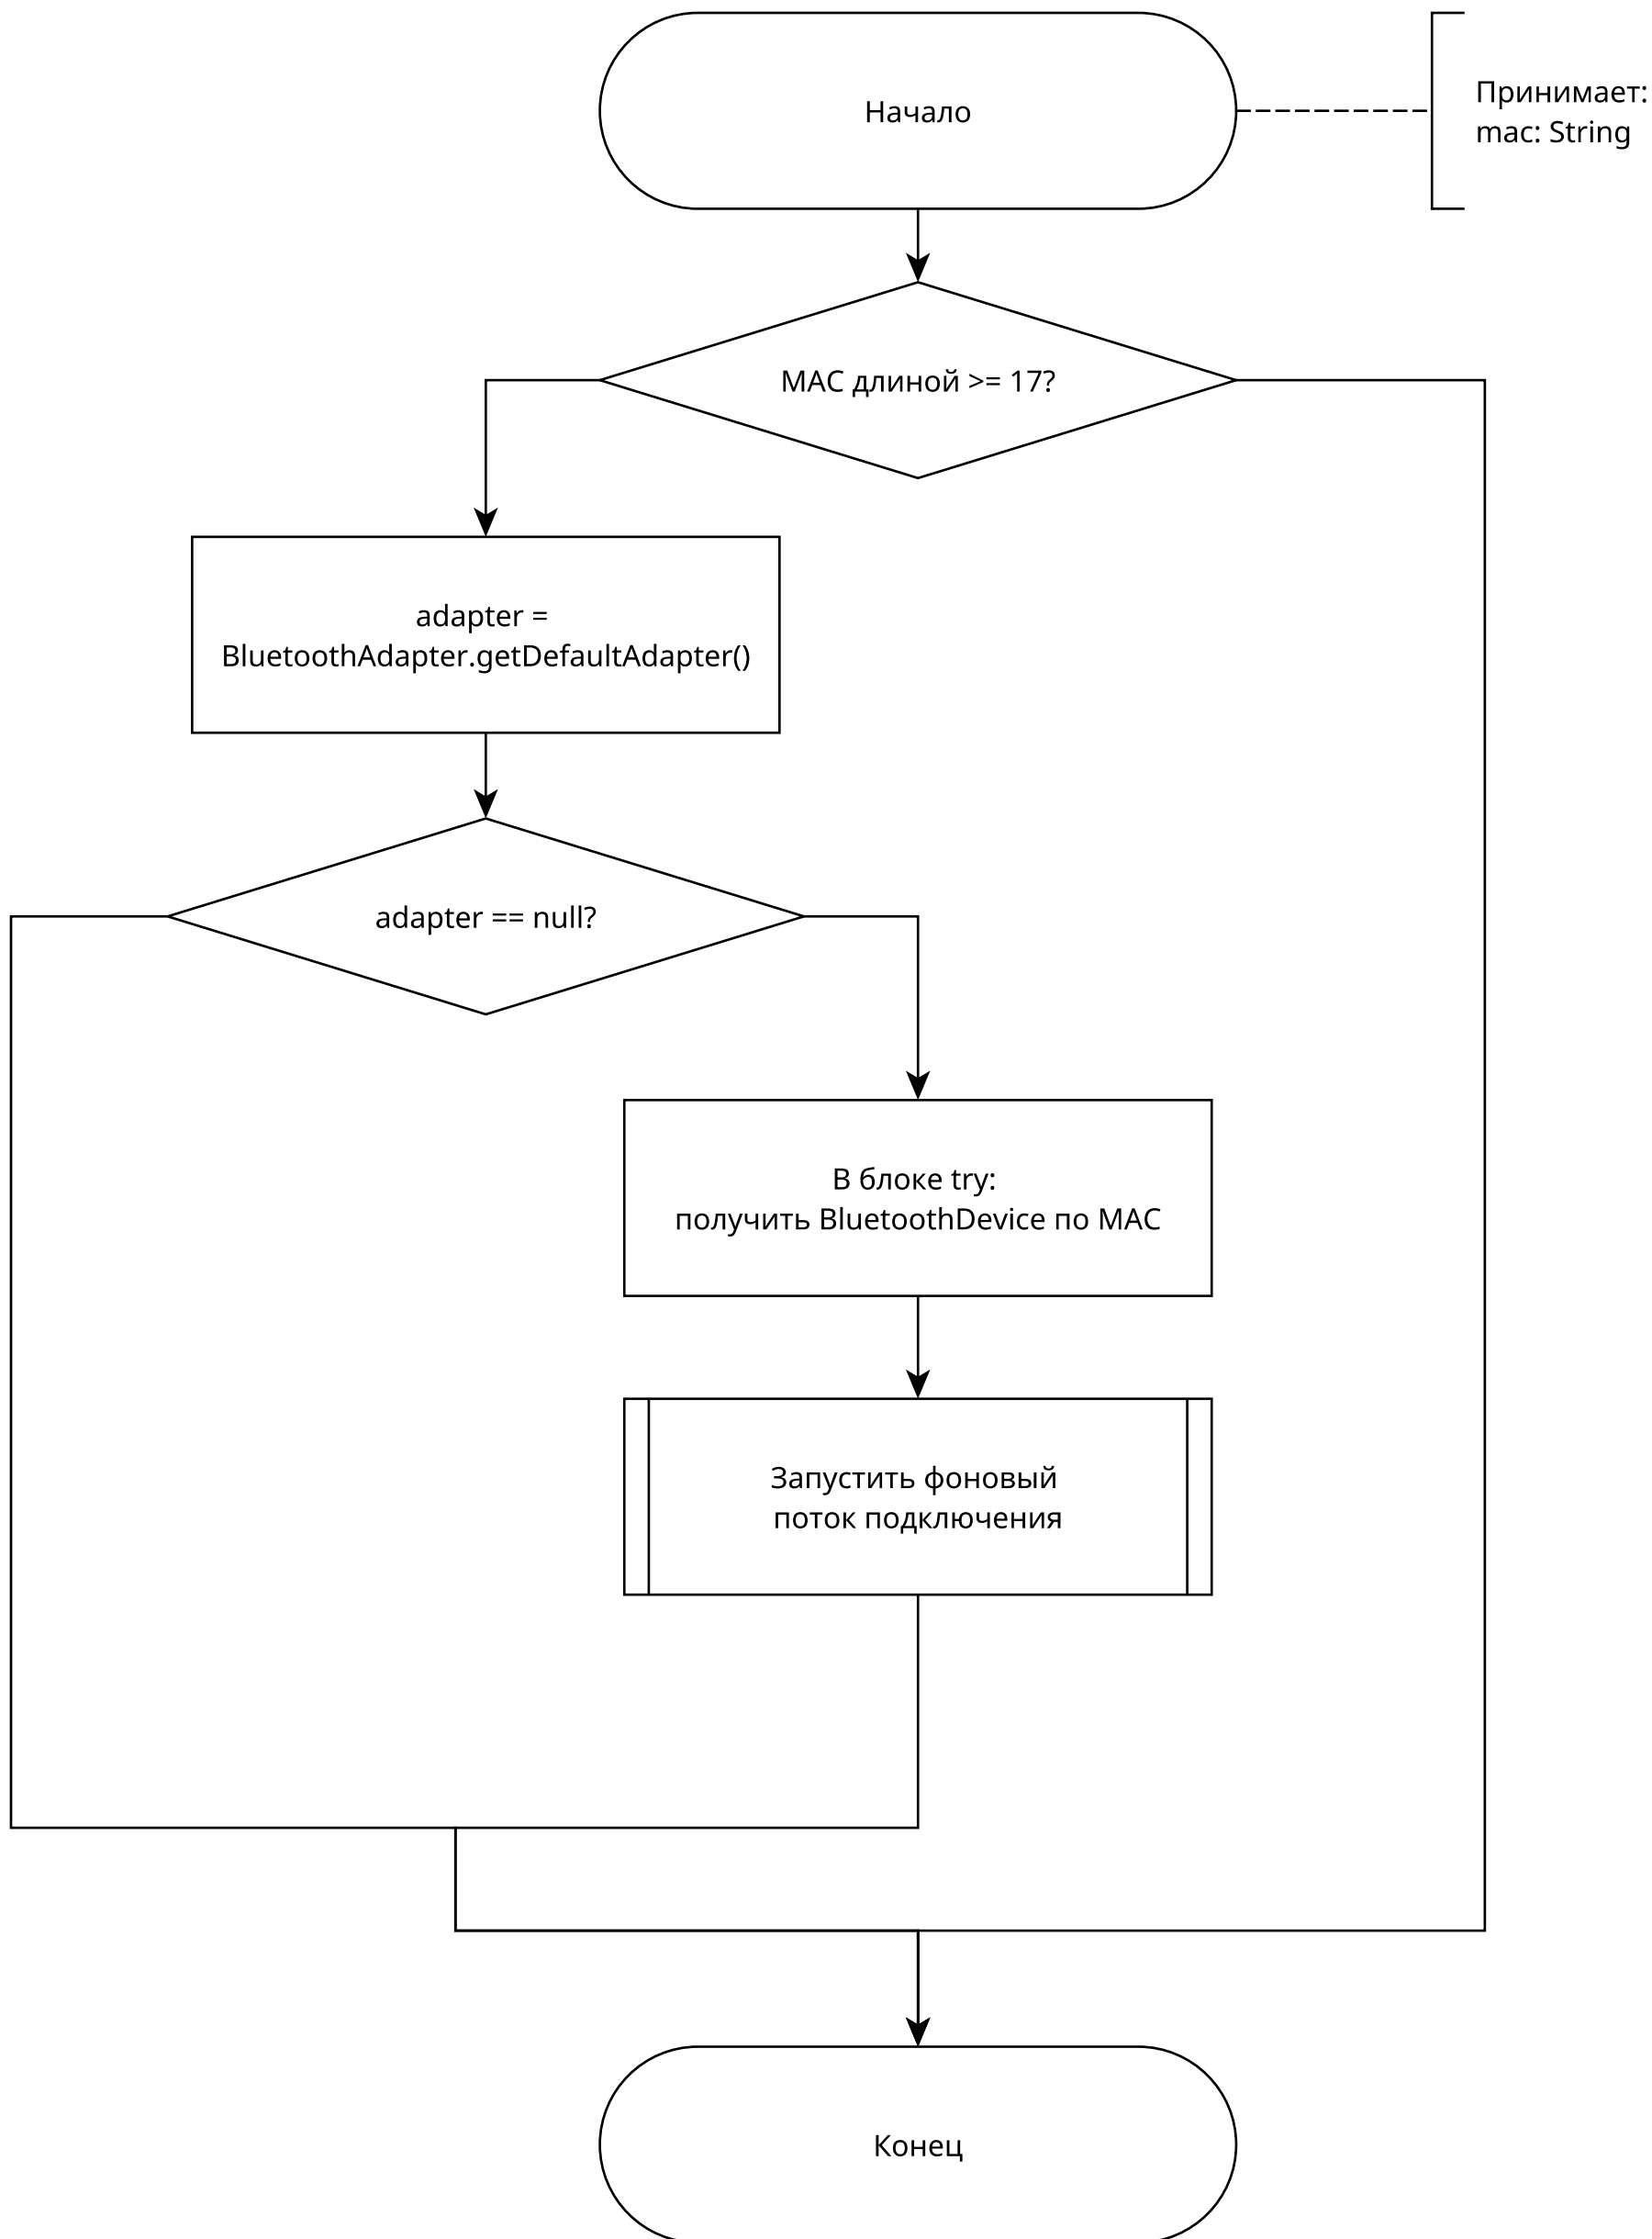 Начало
Принимает:
mac: String
MAC длиной >= 17?
adapter =
BluetoothAdapter.getDefaultAdapter()
adapter == null?
В блоке try:
получить BluetoothDevice по MAC
Запустить фоновый
поток подключения
Конец